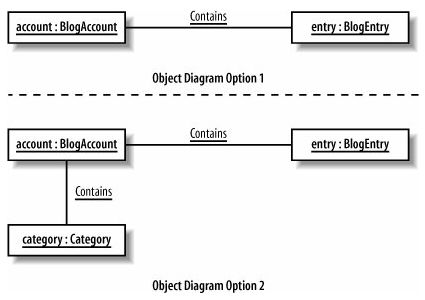 Contains
account : BlogAccount
entry : BlogEntry
Object Diagram Option 1
Contains
account : BlogAccount
entry : BlogEntry
Contains
category : Category
Object Diagram Option 2